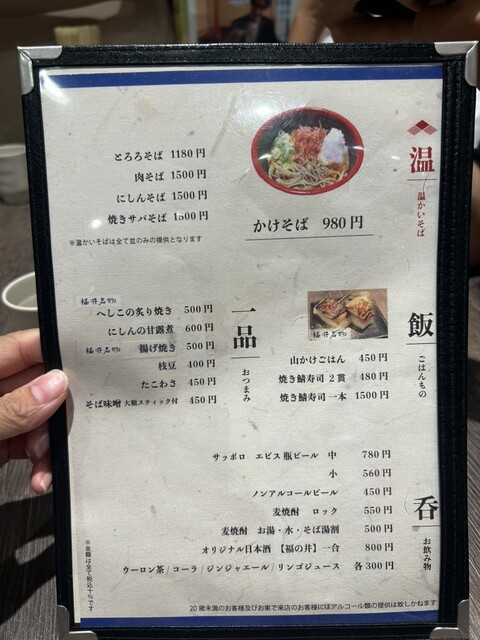 温
温かいそば
かけそば 980円
とろろそば 1180円
肉そば 1500円
にしんそば 1500円
焼きサバそば 1500円
※温かいそばは全て並のみの提供となります
飯
ごはんもの
福井名物
山かけごはん 450円
焼き鯖寿司 2貫 480円
焼き鯖寿司 一本 1500円
一品
おつまみ
福井名物
へしこの炙り焼き 500円
にしんの甘露煮 600円
福井名物 揚げ焼き 500円
枝豆 400円
たこわさ 450円
そば味噌 大根スティック付 450円
呑
お飲み物
サッポロ エビス 瓶ビール 中 780円
小 560円
ノンアルコールビール 450円
麦焼酎 ロック 550円
麦焼酎 お湯・水・そば湯割 500円
オリジナル日本酒 【福の井】一合 800円
ウーロン茶 / コーラ / ジンジャエール / リンゴジュース 各300円
20歳未満のお客様及びお車で来店のお客様にはアルコール類の提供は致しかねます